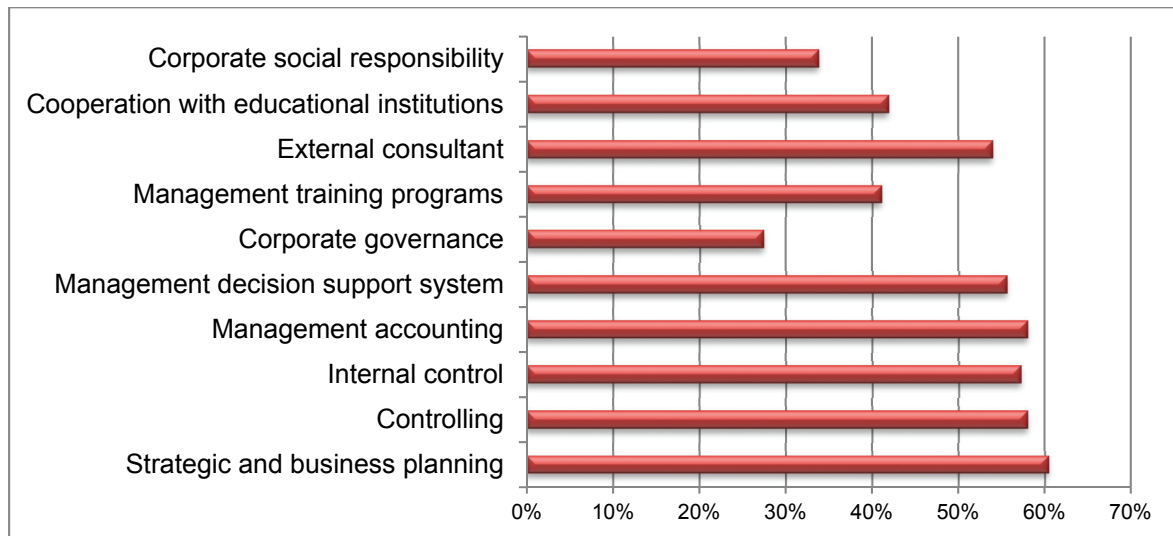 Corporate social responsibility
Cooperation with educational institutions
External consultant
Management training programs
Corporate governance
Management decision support system
Management accounting
Internal control
Controlling
Strategic and business planning
0% 10% 20% 30% 40% 50% 60% 70%